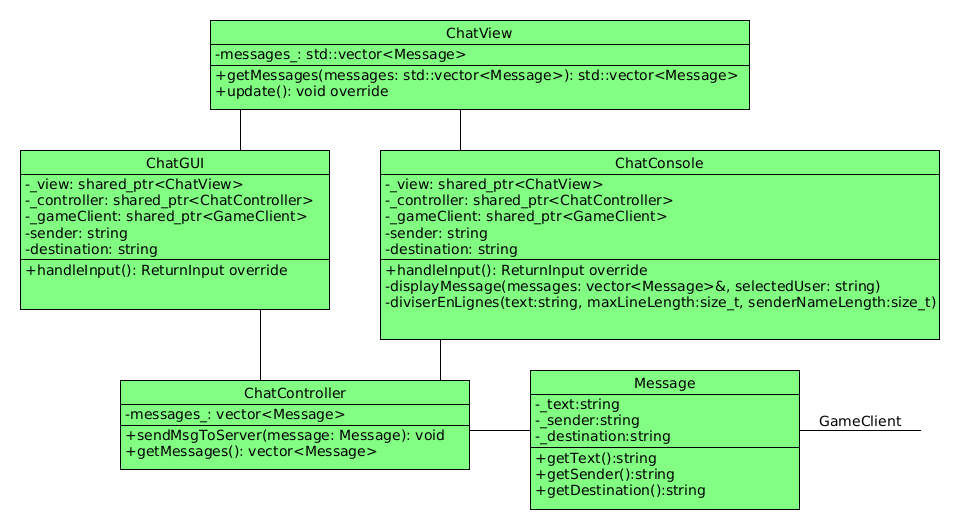 ChatView
-messages_: std::vector<Message>
+getMessages(messages: std::vector<Message>): std::vector<Message>
+update(): void override
ChatGUI
-_view: shared_ptr<ChatView>
-_controller: shared_ptr<ChatController>
-_gameClient: shared_ptr<GameClient>
-sender: string
-destination: string
+handleInput(): ReturnInput override
ChatConsole
-_view: shared_ptr<ChatView>
-_controller: shared_ptr<ChatController>
-_gameClient: shared_ptr<GameClient>
-sender: string
-destination: string
+handleInput(): ReturnInput override
-displayMessage(messages: vector<Message>&, selectedUser: string)
-diviserEnLignes(text:string, maxLineLength:size_t, senderNameLength:size_t)
ChatController
-messages_: vector<Message>
+sendMsgToServer(message: Message): void
+getMessages(): vector<Message>
Message
-_text:string
-_sender:string
-_destination:string
+getText():string
+getSender():string
+getDestination():string
GameClient